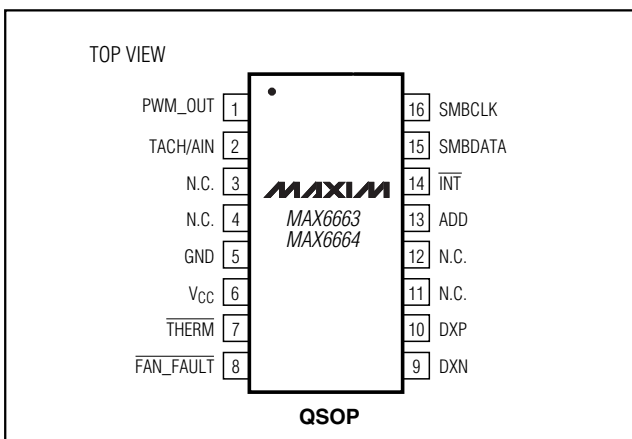 TOP VIEW
PWM_OUT 1
TACH/AIN 2
N.C. 3
N.C. 4
GND 5
VCC 6
THERM 7
FAN_FAULT 8
MAXIM
MAX6663
MAX6664
16 SMBCLK
15 SMBDATA
14 INT
13 ADD
12 N.C.
11 N.C.
10 DXP
9 DXN
QSOP